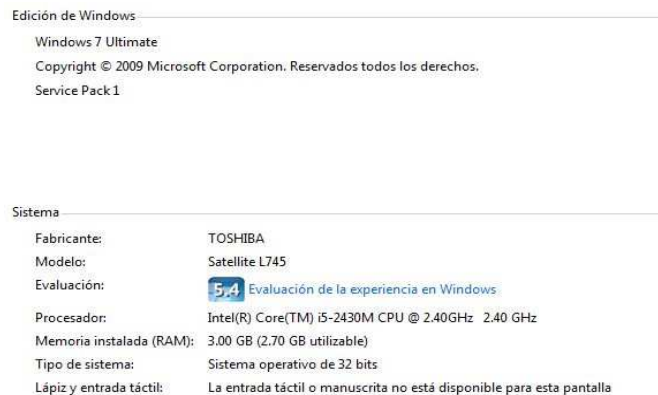 Edición de Windows
Windows 7 Ultimate
Copyright © 2009 Microsoft Corporation. Reservados todos los derechos.
Service Pack 1
Sistema
Fabricante: TOSHIBA
Modelo: Satellite L745
Evaluación: 5,4 Evaluación de la experiencia en Windows
Procesador: Intel(R) Core(TM) i5-2430M CPU @ 2.40GHz 2.40 GHz
Memoria instalada (RAM): 3.00 GB (2.70 GB utilizable)
Tipo de sistema: Sistema operativo de 32 bits
Lápiz y entrada táctil: La entrada táctil o manuscrita no está disponible para esta pantalla